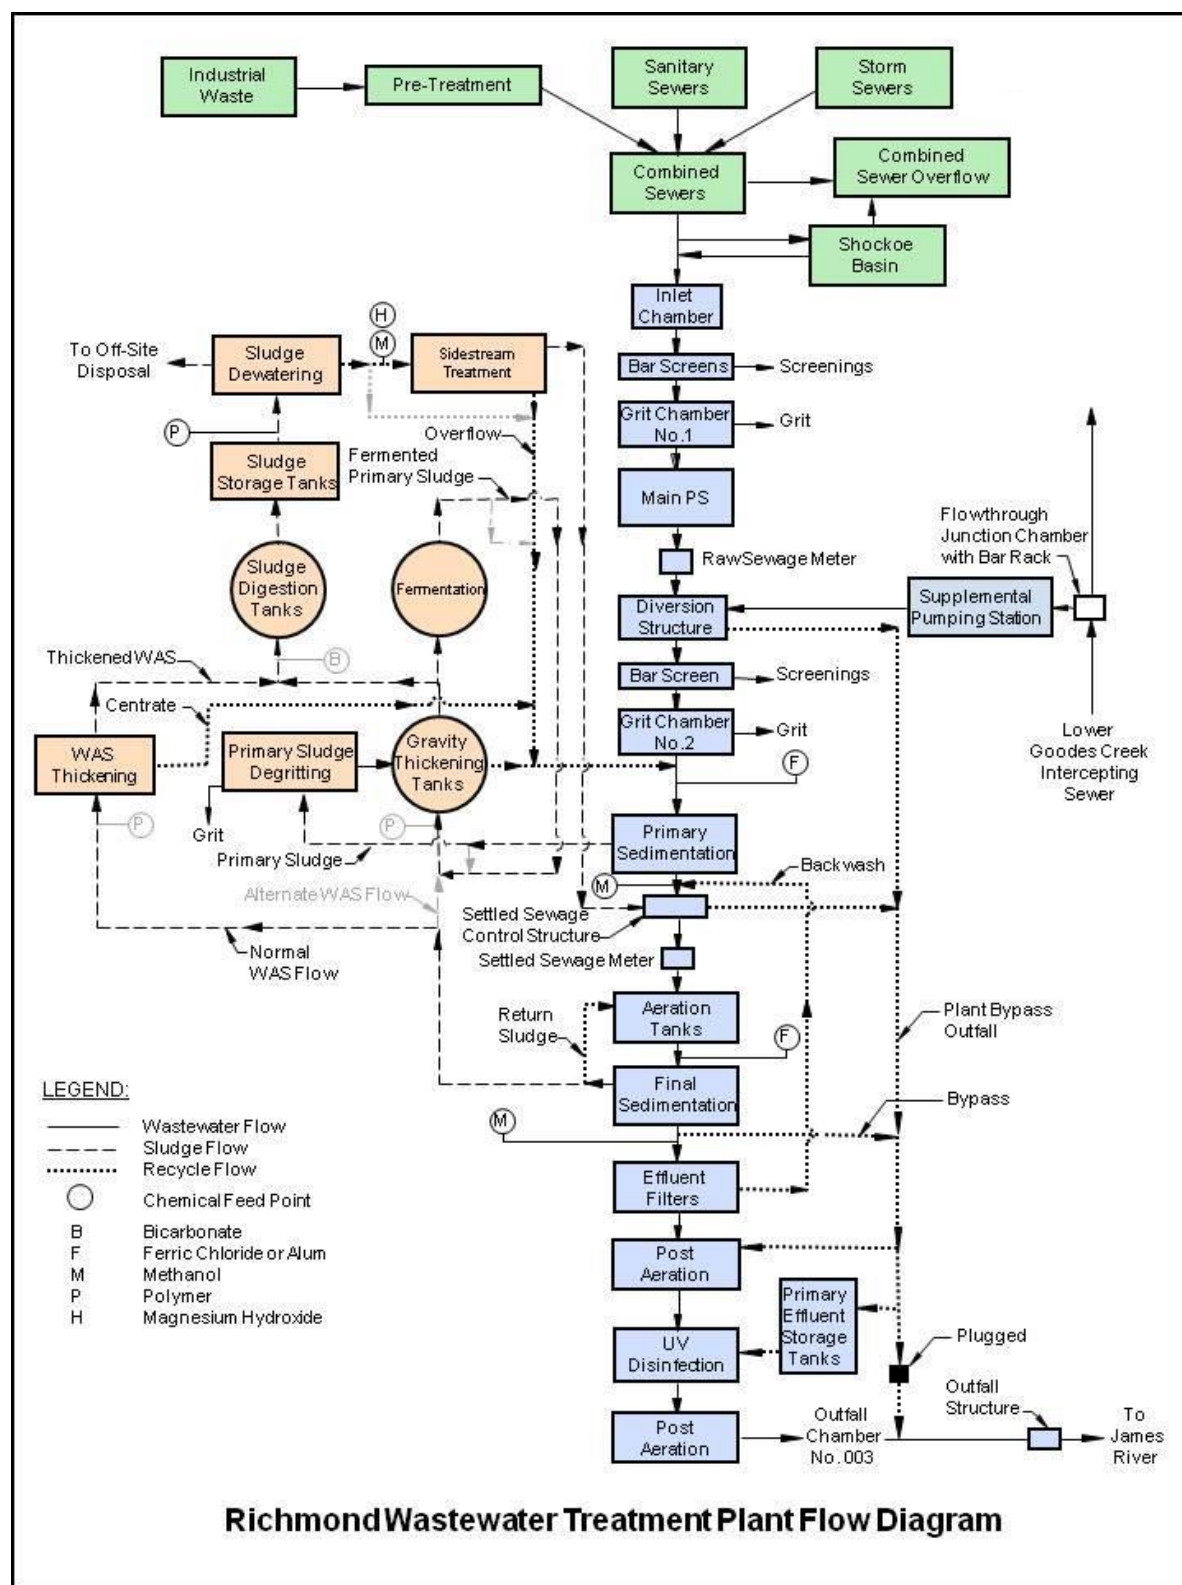 Industrial
Waste
Pre-Treatment
Sanitary
Sewers
Storm
Sewers
Combined
Sewers
Combined
Sewer Overflow
Shockoe
Basin
Inlet
Chamber
H
M
To Off-Site
Disposal
Sludge
Dewatering
Sidestream
Treatment
Bar Screens
Screenings
Grit Chamber
No.1
Grit
P
Overflow
Fermented
Primary Sludge
Sludge
Storage Tanks
Main PS
Flowthrough
Junction Chamber
with Bar Rack
Raw Sewage Meter
Sludge
Digestion
Tanks
Fermentation
Diversion
Structure
Supplemental
Pumping Station
Thickened WAS
B
Bar Screen
Screenings
Centrate
Grit Chamber
No.2
Grit
Lower
Goodes Creek
Intercepting
Sewer
WAS
Thickening
Primary Sludge
Degritting
Gravity
Thickening
Tanks
F
P
Grit
P
Primary Sludge
Primary
Sedimentation
Backwash
M
Alternate WAS Flow
Settled Sewage
Control Structure
Normal
WAS Flow
Settled Sewage Meter
Return
Sludge
Aeration
Tanks
F
Plant Bypass
Outfall
Final
Sedimentation
Bypass
M
LEGEND:
Wastewater Flow
Sludge Flow
Recycle Flow
Chemical Feed Point
B Bicarbonate
F Ferric Chloride or Alum
M Methanol
P Polymer
H Magnesium Hydroxide
Effluent
Filters
Post
Aeration
Primary
Effluent
Storage
Tanks
UV
Disinfection
Plugged
Outfall
Structure
Post
Aeration
Outfall
Chamber
No. 003
To
James
River
Richmond Wastewater Treatment Plant Flow Diagram